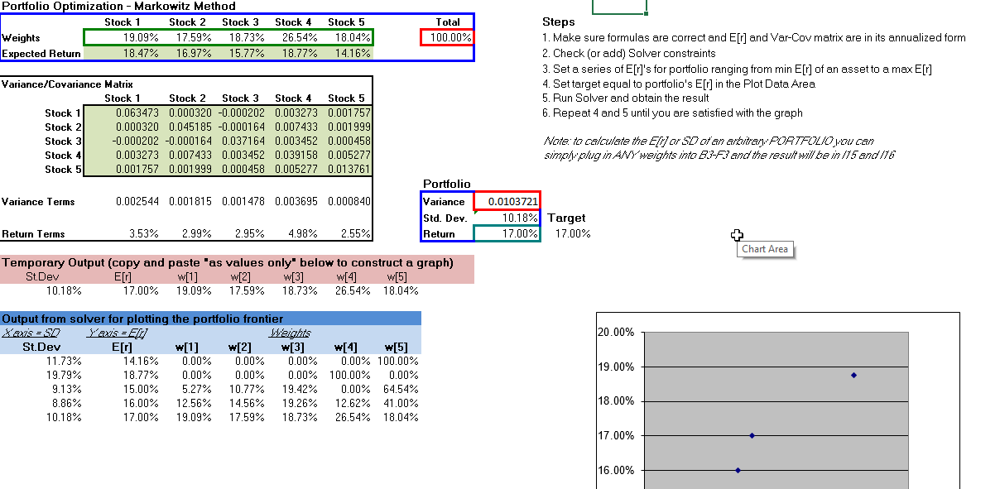 Portfolio Optimization - Markowitz Method
Stock 1 Stock 2 Stock 3 Stock 4 Stock 5 Total
Weights 19.09% 17.59% 18.73% 26.54% 18.04% 100.00%
Expected Return 18.47% 16.97% 15.77% 18.77% 14.16%
Steps
1. Make sure formulas are correct and E[r] and Var-Cov matrix are in its annualized form
2. Check (or add) Solver constraints
3. Set a series of E[r]'s for portfolio ranging from min E[r] of an asset to a max E[r]
4. Set target equal to portfolio's E[r] in the Plot Data Area
5. Run Solver and obtain the result
6. Repeat 4 and 5 until you are satisfied with the graph
Note: to calculate the E[r] or SD of an arbitrary PORTFOLIO you can
simply plug in ANY weights into B3-F3 and the result will be in I15 and I16
Variance/Covariance Matrix
Stock 1 Stock 2 Stock 3 Stock 4 Stock 5
Stock 1 0.063473 0.000320 -0.000202 0.003273 0.001757
Stock 2 0.000320 0.045185 -0.000164 0.007433 0.001999
Stock 3 -0.000202 -0.000164 0.037164 0.003452 0.000458
Stock 4 0.003273 0.007433 0.003452 0.039158 0.005277
Stock 5 0.001757 0.001999 0.000458 0.005277 0.013761
Variance Terms 0.002544 0.001815 0.001478 0.003695 0.000840
Return Terms 3.53% 2.99% 2.95% 4.98% 2.55%
Portfolio
Variance 0.0103721
Std. Dev. 10.18% Target
Return 17.00% 17.00%
Chart Area
Temporary Output (copy and paste "as values only" below to construct a graph)
St.Dev E[r] w[1] w[2] w[3] w[4] w[5]
10.18% 17.00% 19.09% 17.59% 18.73% 26.54% 18.04%
Output from solver for plotting the portfolio frontier
X axis = SD Y axis = E[r] Weights
St.Dev E[r] w[1] w[2] w[3] w[4] w[5]
11.73% 14.16% 0.00% 0.00% 0.00% 0.00% 100.00%
19.79% 18.77% 0.00% 0.00% 0.00% 100.00% 0.00%
9.13% 15.00% 5.27% 10.77% 19.42% 0.00% 64.54%
8.86% 16.00% 12.56% 14.56% 19.26% 12.62% 41.00%
10.18% 17.00% 19.09% 17.59% 18.73% 26.54% 18.04%
20.00%
19.00%
18.00%
17.00%
16.00%